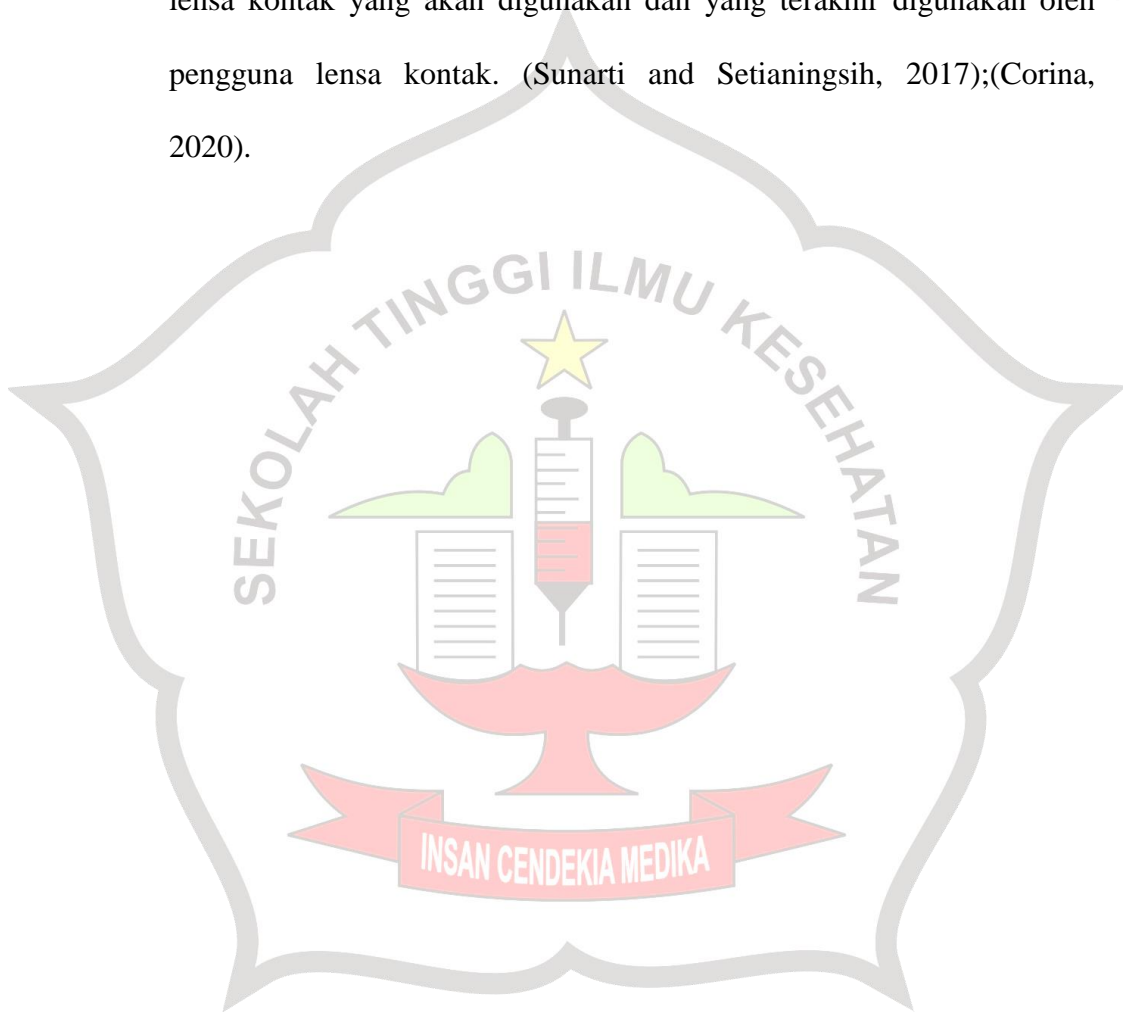 lensa kontak yang akan digunakan dan yang terakhir digunakan oleh
pengguna lensa kontak. (Sunarti and Setianingsih, 2017);(Corina,
2020).
SEKOLAH TINGGI ILMU KESEHATAN
INSAN CENDEKIA MEDIKA